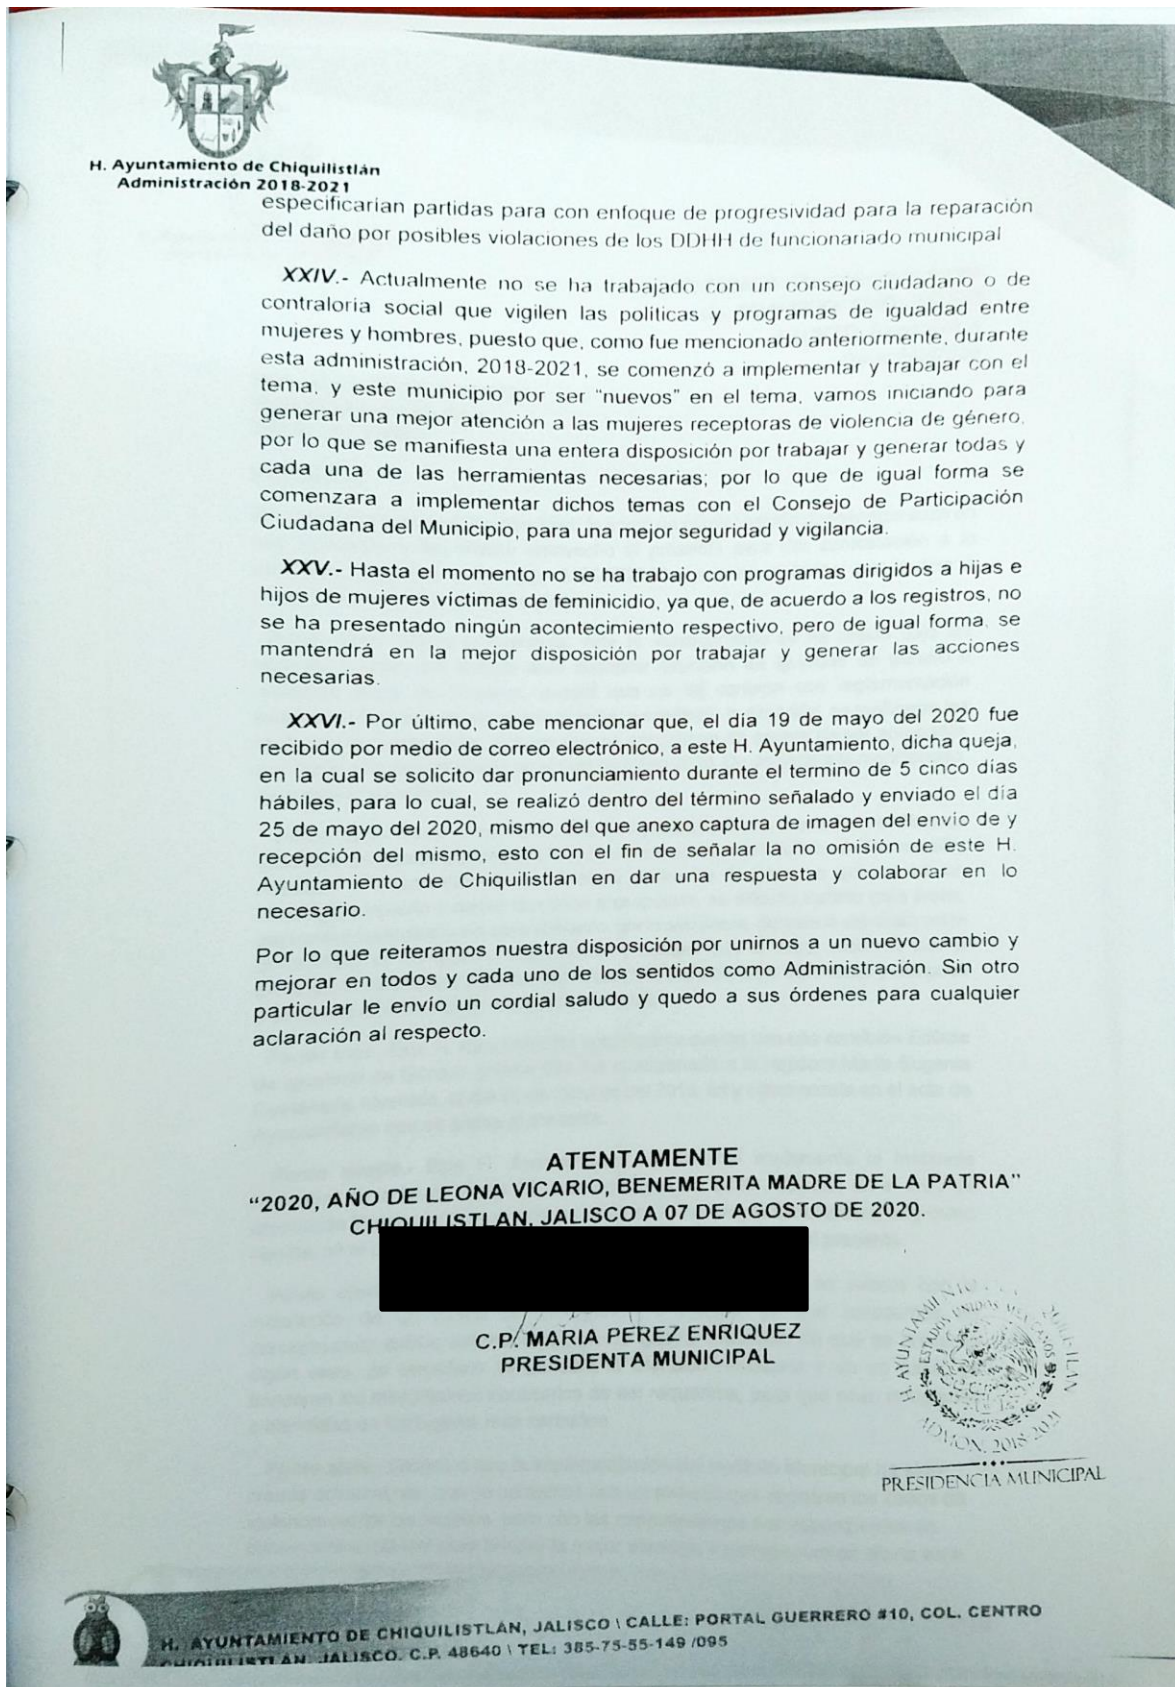 H. Ayuntamiento de Chiquilistlán
Administración 2018-2021
especificarian partidas para con enfoque de progresividad para la reparación
del daño por posibles violaciones de los DDHH de funcionariado municipal
XXIV.- Actualmente no se ha trabajado con un consejo ciudadano o de
contraloria social que vigilen las politicas y programas de igualdad entre
mujeres y hombres, puesto que, como fue mencionado anteriormente, durante
esta administración, 2018-2021, se comenzó a implementar y trabajar con el
tema, y este municipio por ser "nuevos" en el tema, vamos iniciando para
generar una mejor atención a las mujeres receptoras de violencia de género,
por lo que se manifiesta una entera disposición por trabajar y generar todas y
cada una de las herramientas necesarias; por lo que de igual forma se
comenzara a implementar dichos temas con el Consejo de Participación
Ciudadana del Municipio, para una mejor seguridad y vigilancia.
XXV.- Hasta el momento no se ha trabajo con programas dirigidos a hijas e
hijos de mujeres víctimas de feminicidio, ya que, de acuerdo a los registros, no
se ha presentado ningún acontecimiento respectivo, pero de igual forma, se
mantendrá en la mejor disposición por trabajar y generar las acciones
necesarias.
XXVI.- Por último, cabe mencionar que, el día 19 de mayo del 2020 fue
recibido por medio de correo electrónico, a este H. Ayuntamiento, dicha queja,
en la cual se solicito dar pronunciamiento durante el termino de 5 cinco días
hábiles, para lo cual, se realizó dentro del término señalado y enviado el día
25 de mayo del 2020, mismo del que anexo captura de imagen del envio de y
recepción del mismo, esto con el fin de señalar la no omisión de este H.
Ayuntamiento de Chiquilistlan en dar una respuesta y colaborar en lo
necesario.
Por lo que reiteramos nuestra disposición por unirnos a un nuevo cambio y
mejorar en todos y cada uno de los sentidos como Administración. Sin otro
particular le envío un cordial saludo y quedo a sus órdenes para cualquier
aclaración al respecto.
ATENTAMENTE
"2020, AÑO DE LEONA VICARIO, BENEMERITA MADRE DE LA PATRIA"
CHIQUILISTLAN, JALISCO A 07 DE AGOSTO DE 2020.
C.P. MARIA PEREZ ENRIQUEZ
PRESIDENTA MUNICIPAL
H. AYUNTAMIENTO
ESTADOS UNIDOS MEXICANOS
ADMON. 2018-2021
PRESIDENCIA MUNICIPAL
H. AYUNTAMIENTO DE CHIQUILISTLÁN, JALISCO \ CALLE: PORTAL GUERRERO #10, COL. CENTRO
CHIQUILISTLAN, JALISCO. C.P. 48640 \ TEL: 385-75-55-149 /095